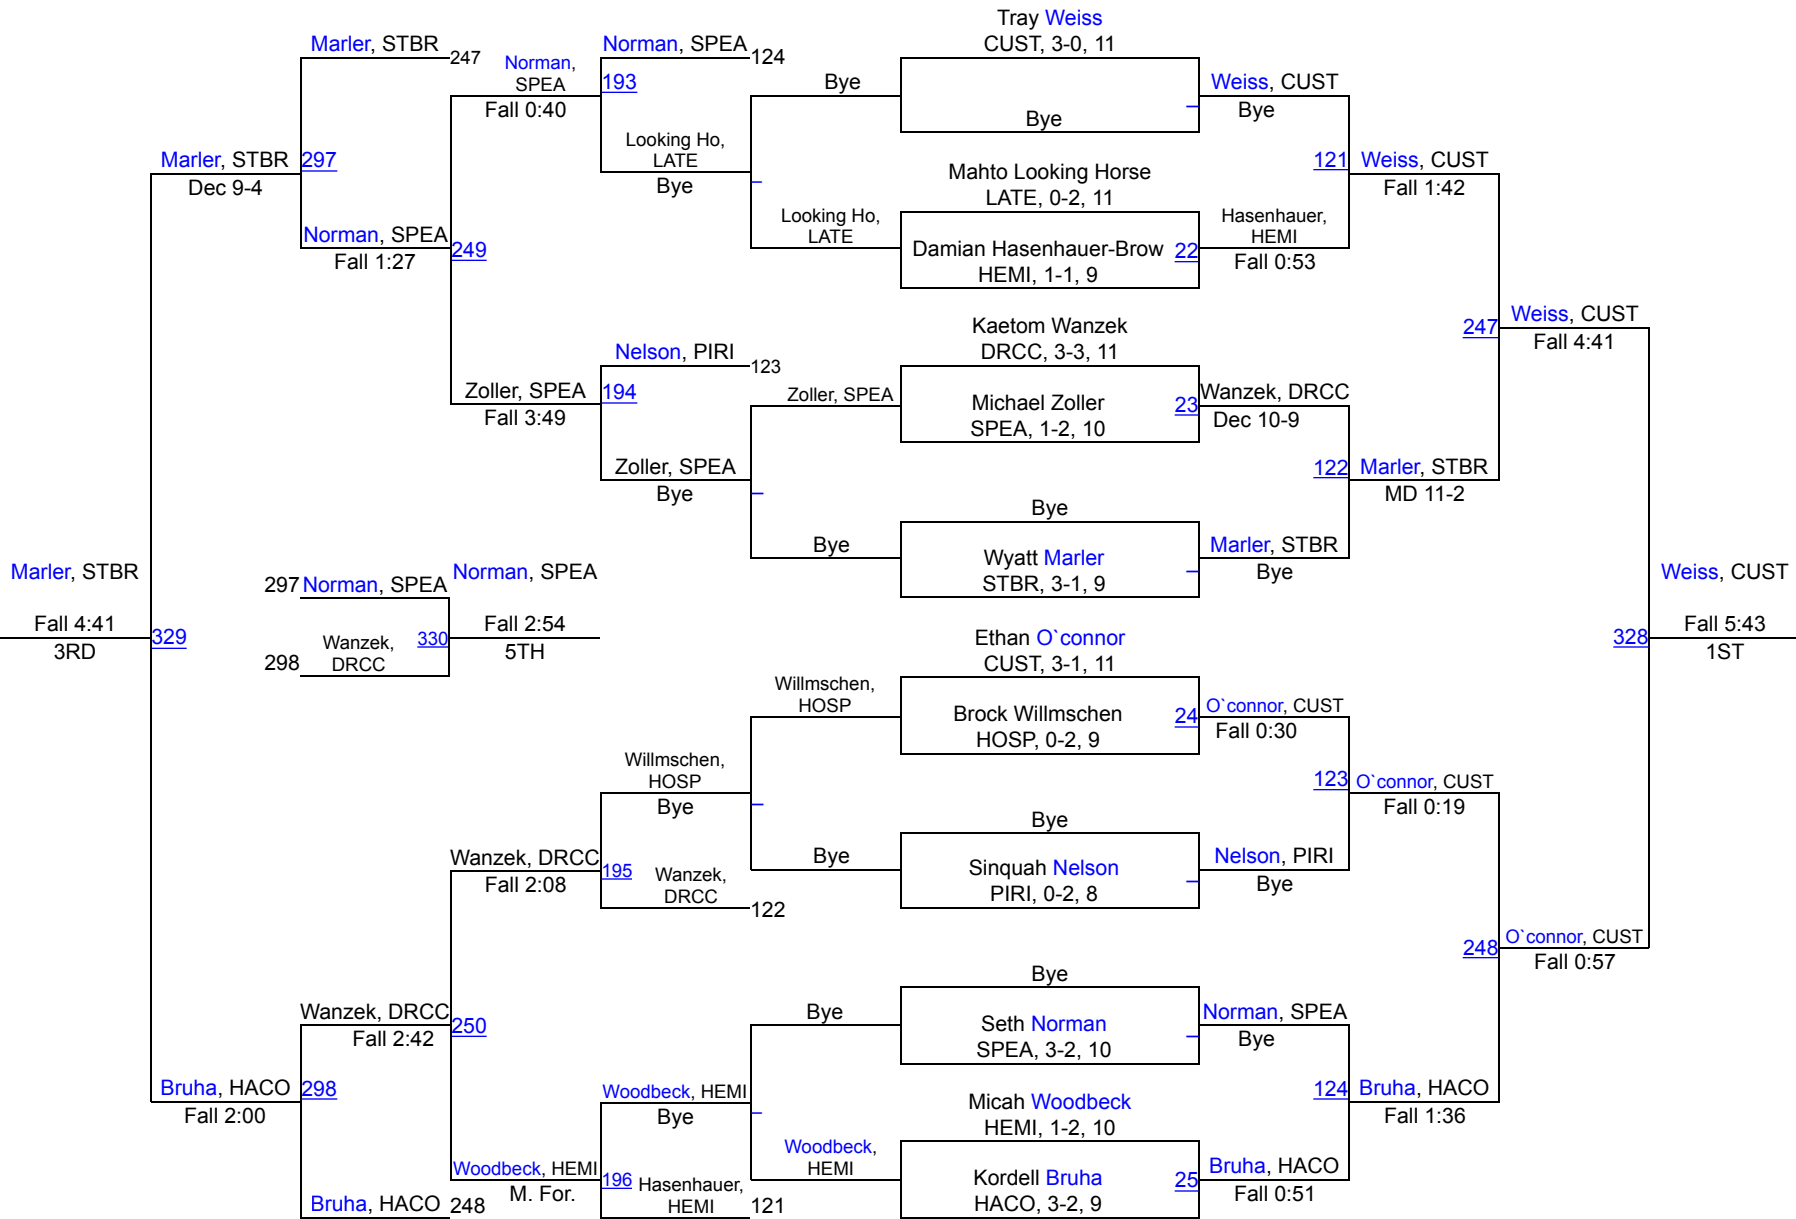 Tray Weiss
CUST, 3-0, 11
Bye
Mahto Looking Horse
LATE, 0-2, 11
Damian Hasenhauer-Brow
HEMI, 1-1, 9
22
Kaetom Wanzek
DRCC, 3-3, 11
Michael Zoller
SPEA, 1-2, 10
23
Bye
Wyatt Marler
STBR, 3-1, 9
Ethan O`connor
CUST, 3-1, 11
Brock Willmschen
HOSP, 0-2, 9
24
Bye
Sinquah Nelson
PIRI, 0-2, 8
Bye
Seth Norman
SPEA, 3-2, 10
Micah Woodbeck
HEMI, 1-2, 10
Kordell Bruha
HACO, 3-2, 9
25
Weiss, CUST
Bye
Hasenhauer,
HEMI
Fall 0:53
Wanzek, DRCC
Dec 10-9
Marler, STBR
Bye
O`connor, CUST
Fall 0:30
Nelson, PIRI
Bye
Norman, SPEA
Bye
Bruha, HACO
Fall 0:51
121
Weiss, CUST
Fall 1:42
122
Marler, STBR
MD 11-2
123
O`connor, CUST
Fall 0:19
124
Bruha, HACO
Fall 1:36
247
Weiss, CUST
Fall 4:41
248
O`connor, CUST
Fall 0:57
328
Weiss, CUST
Fall 5:43
1ST
Bye
Looking Ho,
LATE
Zoller, SPEA
Bye
Willmschen,
HOSP
Bye
Bye
Woodbeck,
HEMI
Norman, SPEA
124
193
Looking Ho,
LATE
Bye
Nelson, PIRI
123
194
Zoller, SPEA
Bye
Willmschen,
HOSP
Bye
195
Wanzek,
DRCC
122
Woodbeck, HEMI
Bye
196
Hasenhauer,
HEMI
121
Norman,
SPEA
Fall 0:40
Zoller, SPEA
Fall 3:49
Wanzek, DRCC
Fall 2:08
Woodbeck, HEMI
M. For.
Marler, STBR
247
Norman, SPEA
Fall 1:27
249
Wanzek, DRCC
Fall 2:42
250
Bruha, HACO
248
Marler, STBR
Dec 9-4
297
Bruha, HACO
Fall 2:00
298
Marler, STBR
Fall 4:41
3RD
329
297
Norman, SPEA
298
Wanzek,
DRCC
330
Norman, SPEA
Fall 2:54
5TH